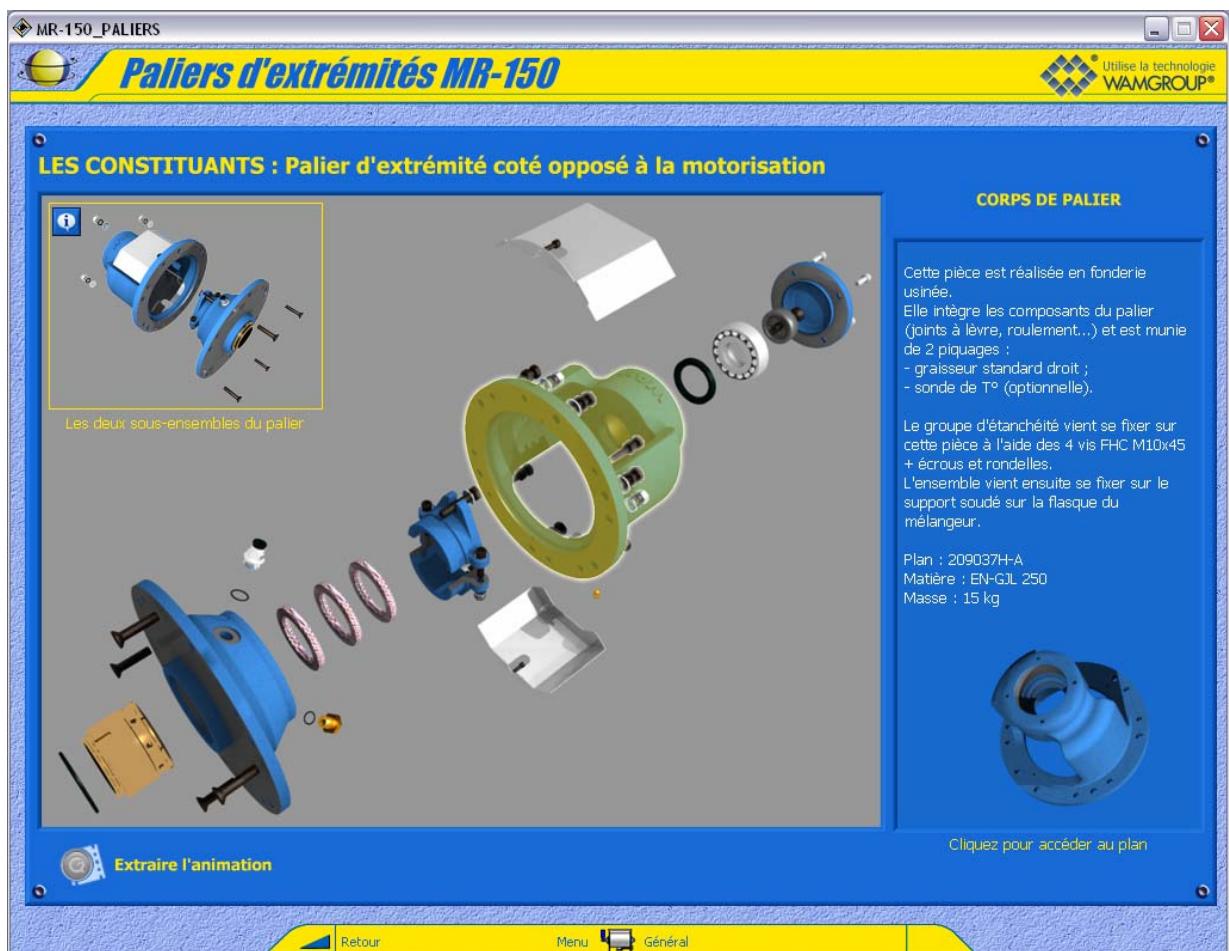 MR-150_PALIERS
Paliers d'extrémités MR-150
Utilise la technologie
WAMGROUP®
LES CONSTITUANTS : Palier d'extrémité coté opposé à la motorisation
Les deux sous-ensembles du palier
CORPS DE PALIER
Cette pièce est réalisée en fonderie
usinée.
Elle intègre les composants du palier
(joints à lèvre, roulement...) et est munie
de 2 piquages :
- graisseur standard droit ;
- sonde de T° (optionnelle).
Le groupe d'étanchéité vient se fixer sur
cette pièce à l'aide des 4 vis FHC M10x45
+ écrous et rondelles.
L'ensemble vient ensuite se fixer sur le
support soudé sur la flasque du
mélangeur.
Plan : 209037H-A
Matière : EN-GJL 250
Masse : 15 kg
Cliquez pour accéder au plan
Extraire l'animation
Retour
Menu
Général